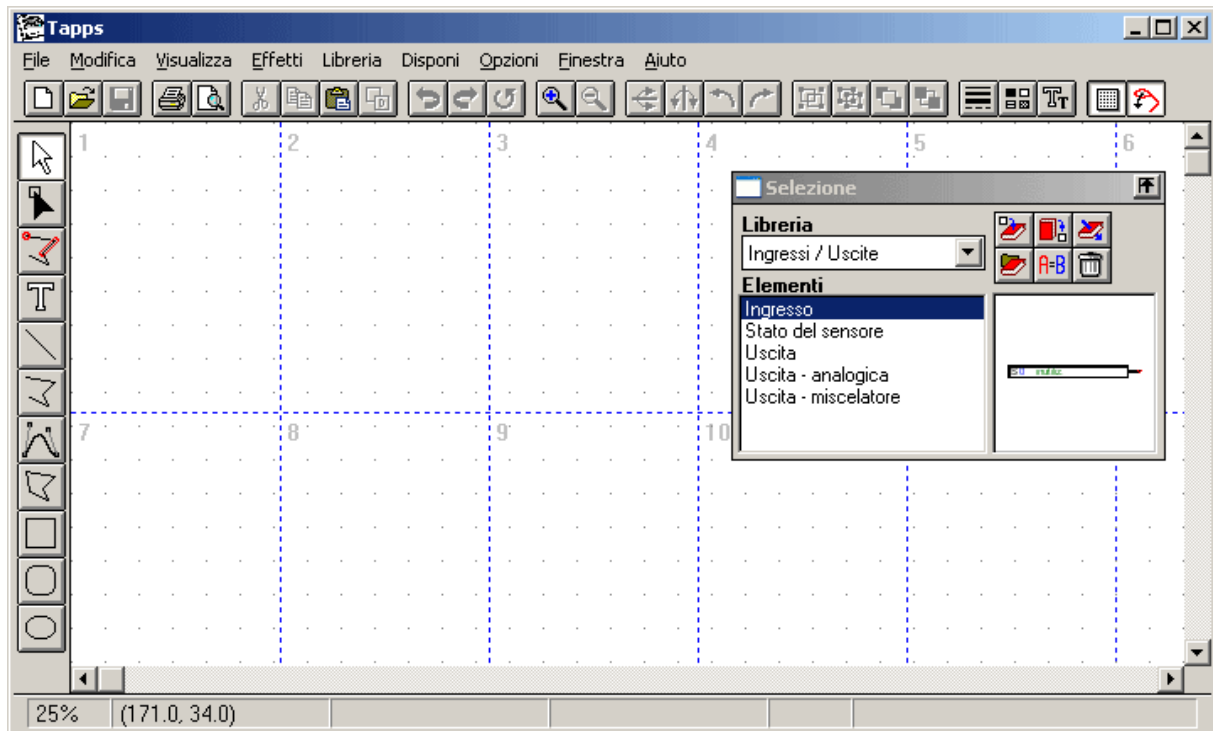 Tapps
File Modifica Visualizza Effetti Libreria Disponi Opzioni Finestra Aiuto
1 2 3 4 5 6
Selezione
Libreria
Ingressi / Uscite
A=B
Elementi
Ingresso
Stato del sensore
Uscita
Uscita - analogica
Uscita - miscelatore
7 8 9 10
25% (171.0, 34.0)